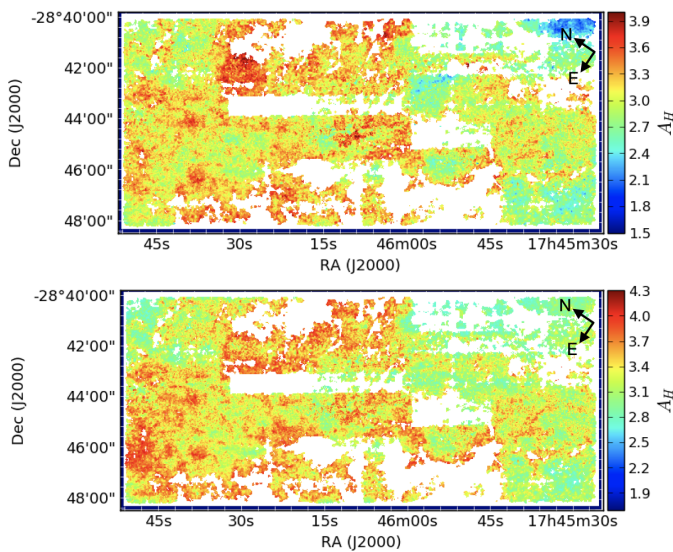 -28°40'00"
42'00"
44'00"
46'00"
48'00"
Dec (J2000)
45s 30s 15s 46m00s 45s 17h45m30s
RA (J2000)
N
E
3.9
3.6
3.3
3.0
2.7
2.4
2.1
1.8
1.5
A_H
-28°40'00"
42'00"
44'00"
46'00"
48'00"
Dec (J2000)
45s 30s 15s 46m00s 45s 17h45m30s
RA (J2000)
N
E
4.3
4.0
3.7
3.4
3.1
2.8
2.5
2.2
1.9
A_H